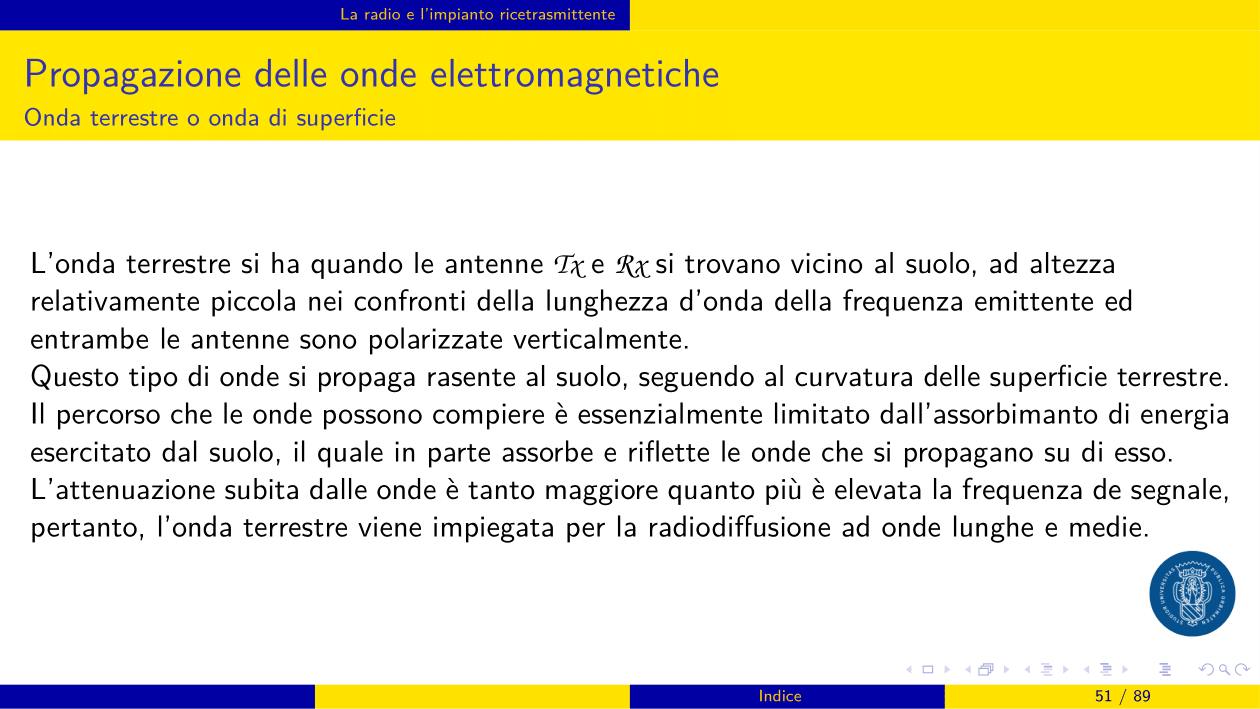 La radio e l'impianto ricetrasmittente
Propagazione delle onde elettromagnetiche
Onda terrestre o onda di superficie
L'onda terrestre si ha quando le antenne Tx e Rx si trovano vicino al suolo, ad altezza
relativamente piccola nei confronti della lunghezza d'onda della frequenza emittente ed
entrambe le antenne sono polarizzate verticalmente.
Questo tipo di onde si propaga rasente al suolo, seguendo al curvatura delle superficie terrestre.
Il percorso che le onde possono compiere è essenzialmente limitato dall'assorbimanto di energia
esercitato dal suolo, il quale in parte assorbe e riflette le onde che si propagano su di esso.
L'attenuazione subita dalle onde è tanto maggiore quanto più è elevata la frequenza de segnale,
pertanto, l'onda terrestre viene impiegata per la radiodiffusione ad onde lunghe e medie.
STUDIOR UNIVERSITAS PUBLICA URBINATEN
Indice
51 / 89